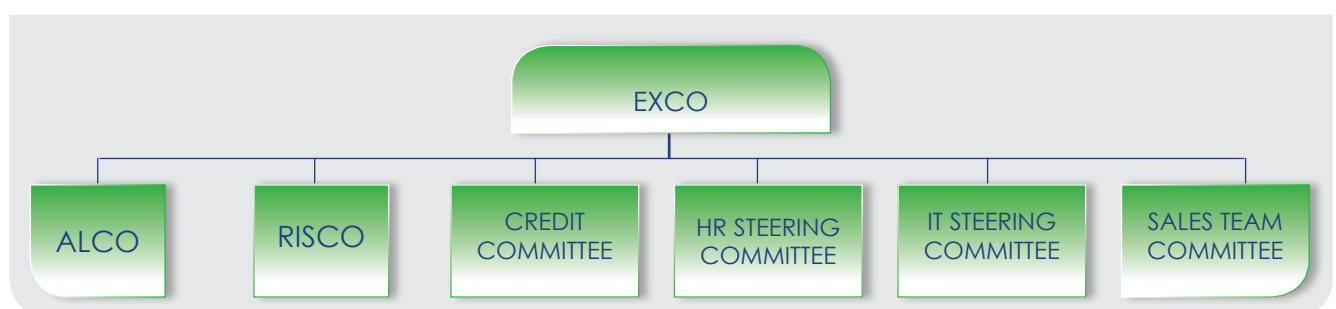 EXCO
ALCO
RISCO
CREDIT
COMMITTEE
HR STEERING
COMMITTEE
IT STEERING
COMMITTEE
SALES TEAM
COMMITTEE